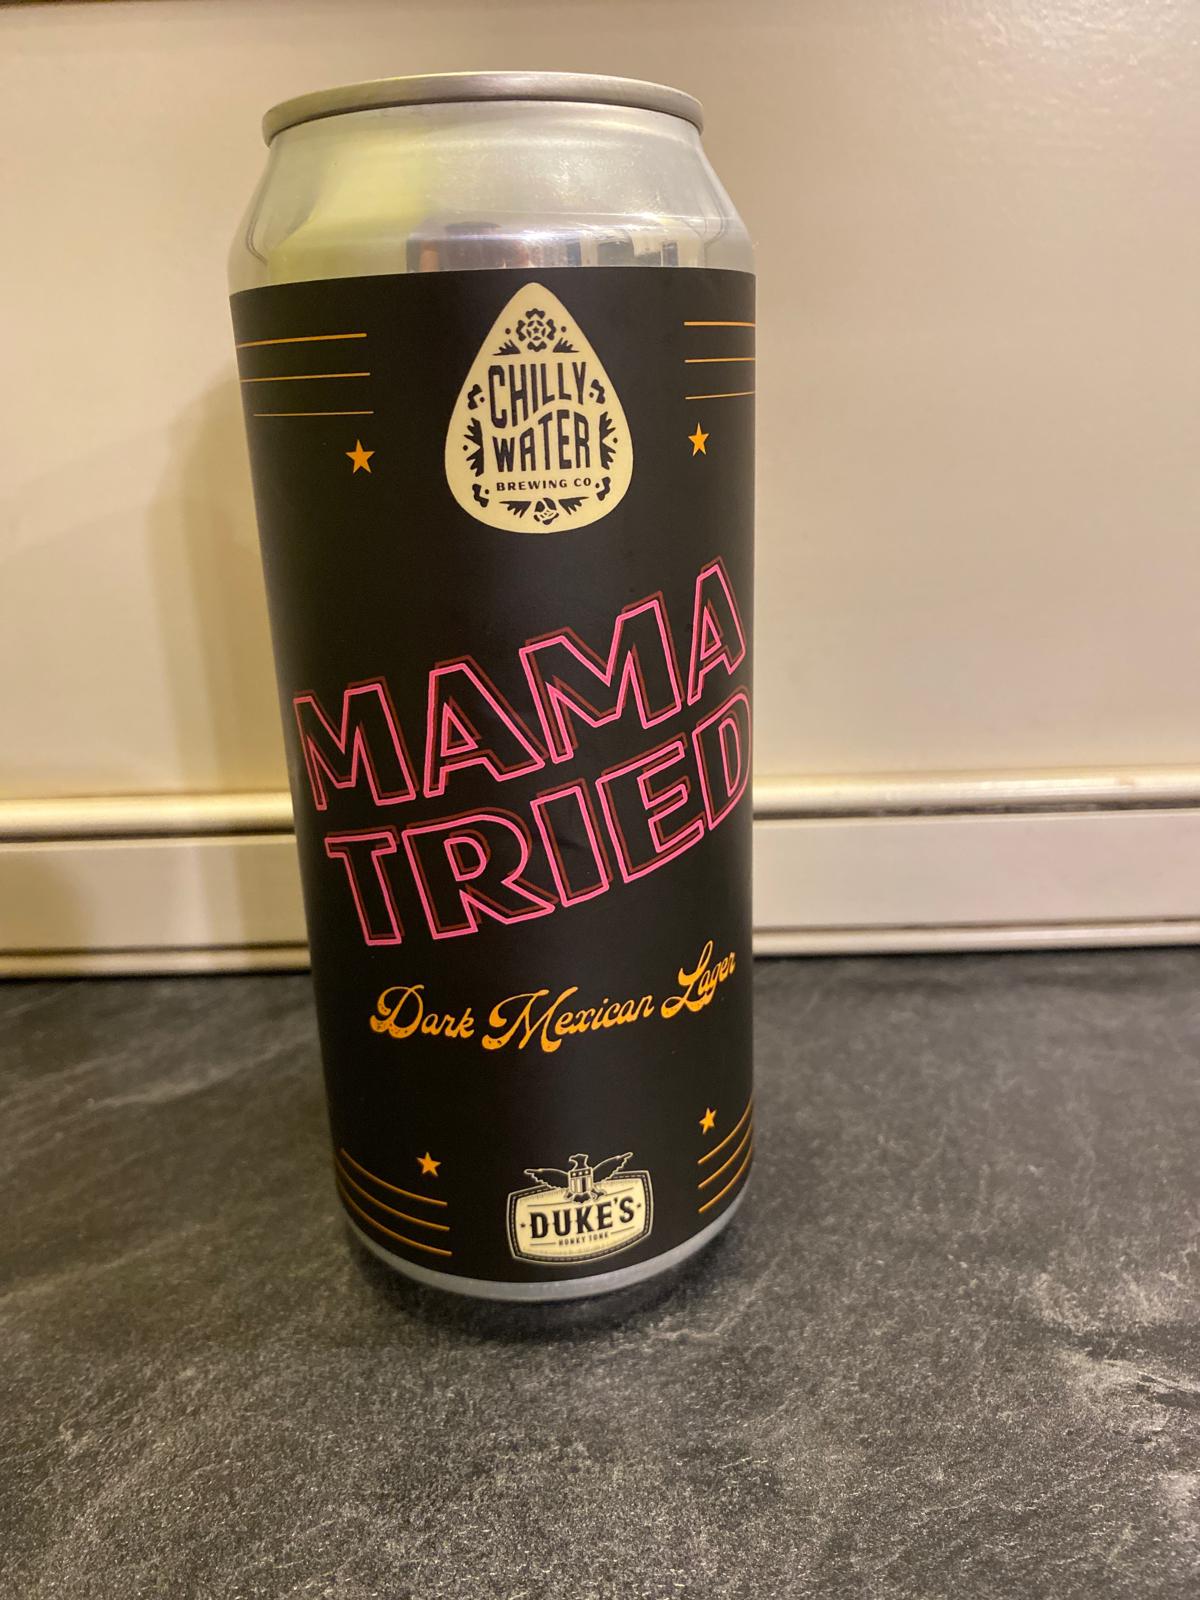 CHILLY
WATER
BREWING CO
MAMA
TRIED
Dark Mexican Lager
DUKE'S
HONKY TONK